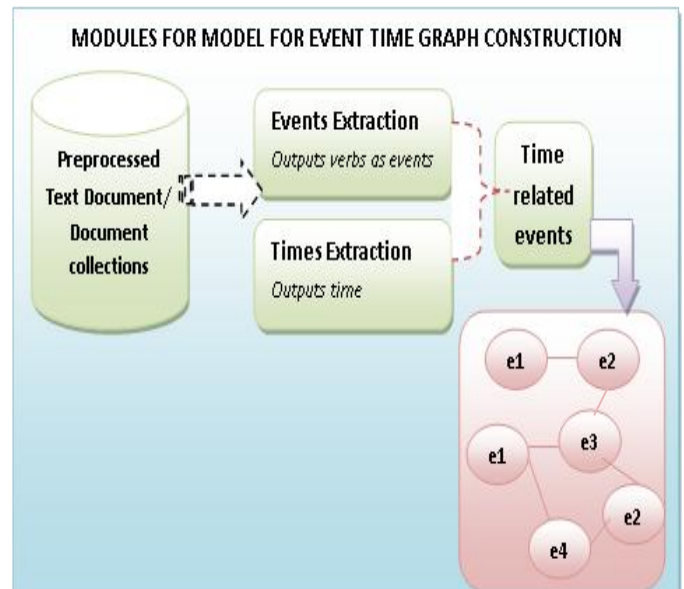 MODULES FOR MODEL FOR EVENT TIME GRAPH CONSTRUCTION
Preprocessed
Text Document/
Document
collections
Events Extraction
Outputs verbs as events
Times Extraction
Outputs time
Time
related
events
e1
e2
e3
e1
e2
e4